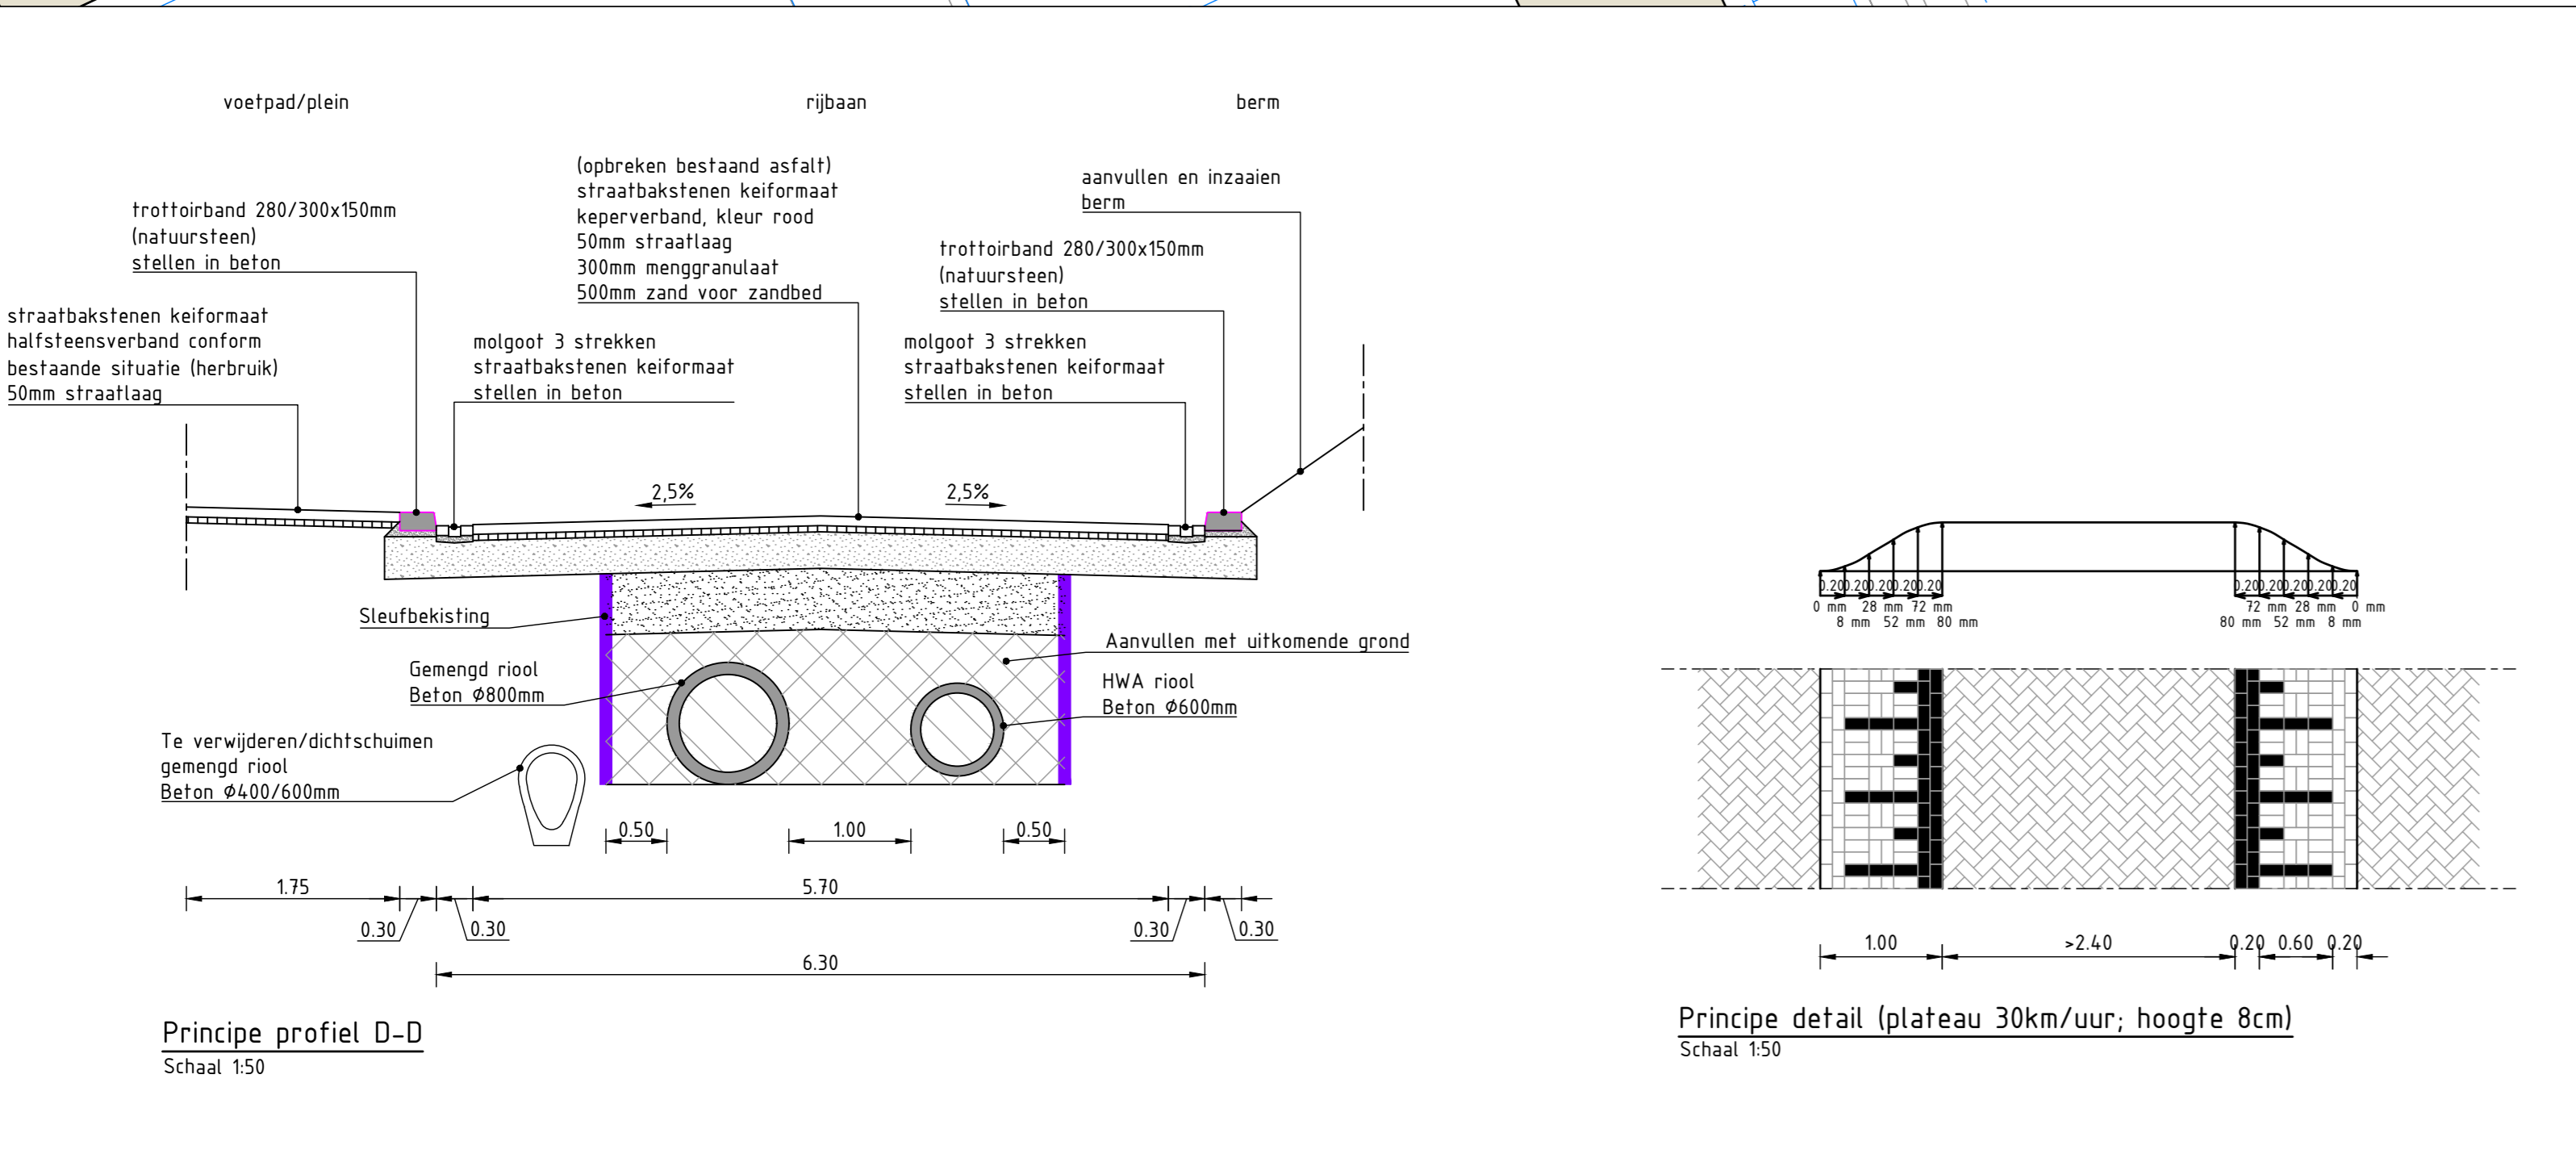 voetpad/plein
rijbaan
berm
(opbreken bestaand asfalt)
straatbakstenen keiformaat
keperverband, kleur rood
50mm straatlaag
300mm menggranulaat
500mm zand voor zandbed
aanvullen en inzaaien
berm
trottoirband 280/300x150mm
(natuursteen)
stellen in beton
trottoirband 280/300x150mm
(natuursteen)
stellen in beton
straatbakstenen keiformaat
halfsteensverband conform
bestaande situatie (herbruik)
50mm straatlaag
molgoot 3 strekken
straatbakstenen keiformaat
stellen in beton
molgoot 3 strekken
straatbakstenen keiformaat
stellen in beton
2,5%
2,5%
Sleufbekisting
Aanvullen met uitkomende grond
Gemengd riool
Beton Ø800mm
HWA riool
Beton Ø600mm
Te verwijderen/dichtschuimen
gemengd riool
Beton Ø400/600mm
0.50
1.00
0.50
1.75
5.70
0.30
0.30
0.30
0.30
6.30
Principe profiel D-D
Schaal 1:50
0.20 0.20 0.20 0.20 0.20
0 mm 28 mm 72 mm
8 mm 52 mm 80 mm
0.20 0.20 0.20 0.20 0.20
72 mm 28 mm 0 mm
80 mm 52 mm 8 mm
1.00
>2.40
0.20
0.60
0.20
Principe detail (plateau 30km/uur; hoogte 8cm)
Schaal 1:50